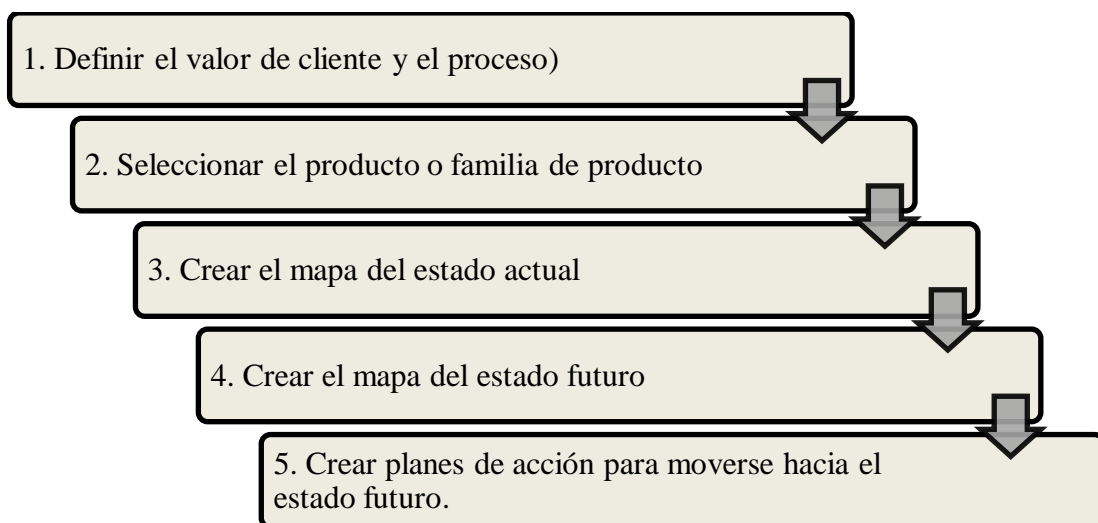 1. Definir el valor de cliente y el proceso)
2. Seleccionar el producto o familia de producto
3. Crear el mapa del estado actual
4. Crear el mapa del estado futuro
5. Crear planes de acción para moverse hacia el
estado futuro.